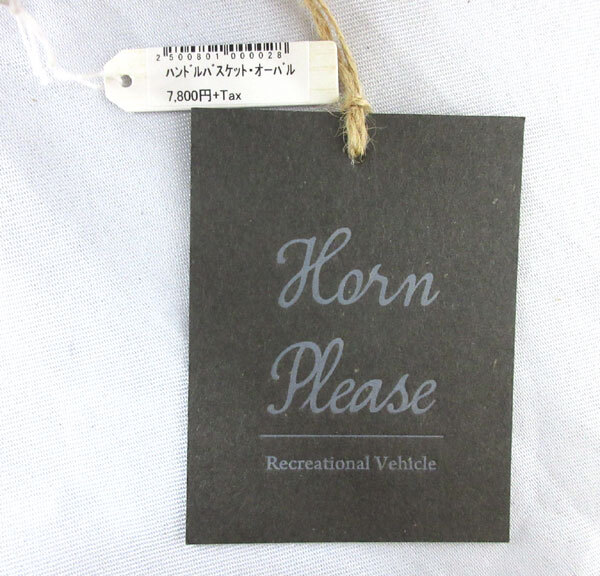 2500801000028
ﾊﾝﾄﾞﾙﾊﾞｽｹｯﾄ･ｵｰﾊﾞﾙ
7,800円+Tax
Horn
Please
Recreational Vehicle